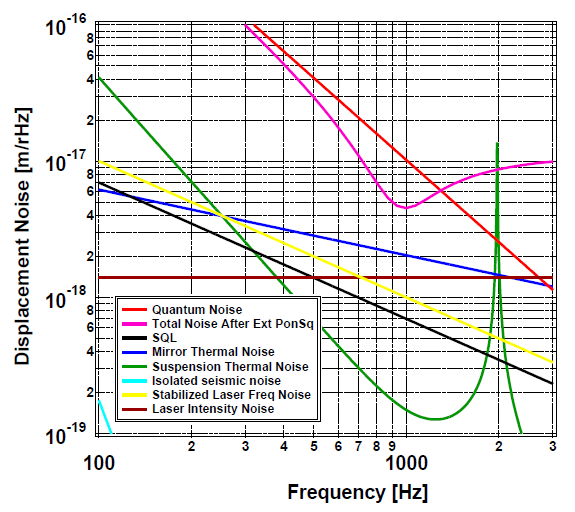 Displacement Noise [m/rHz]
10-16
8
6
4
2
10-17
8
6
4
2
10-18
8
6
4
2
10-19
Quantum Noise
Total Noise After Ext PonSq
SQL
Mirror Thermal Noise
Suspension Thermal Noise
Isolated seismic noise
Stabilized Laser Freq Noise
Laser Intensity Noise
100 2 3 4 5 6 7 8 9 1000 2 3
Frequency [Hz]